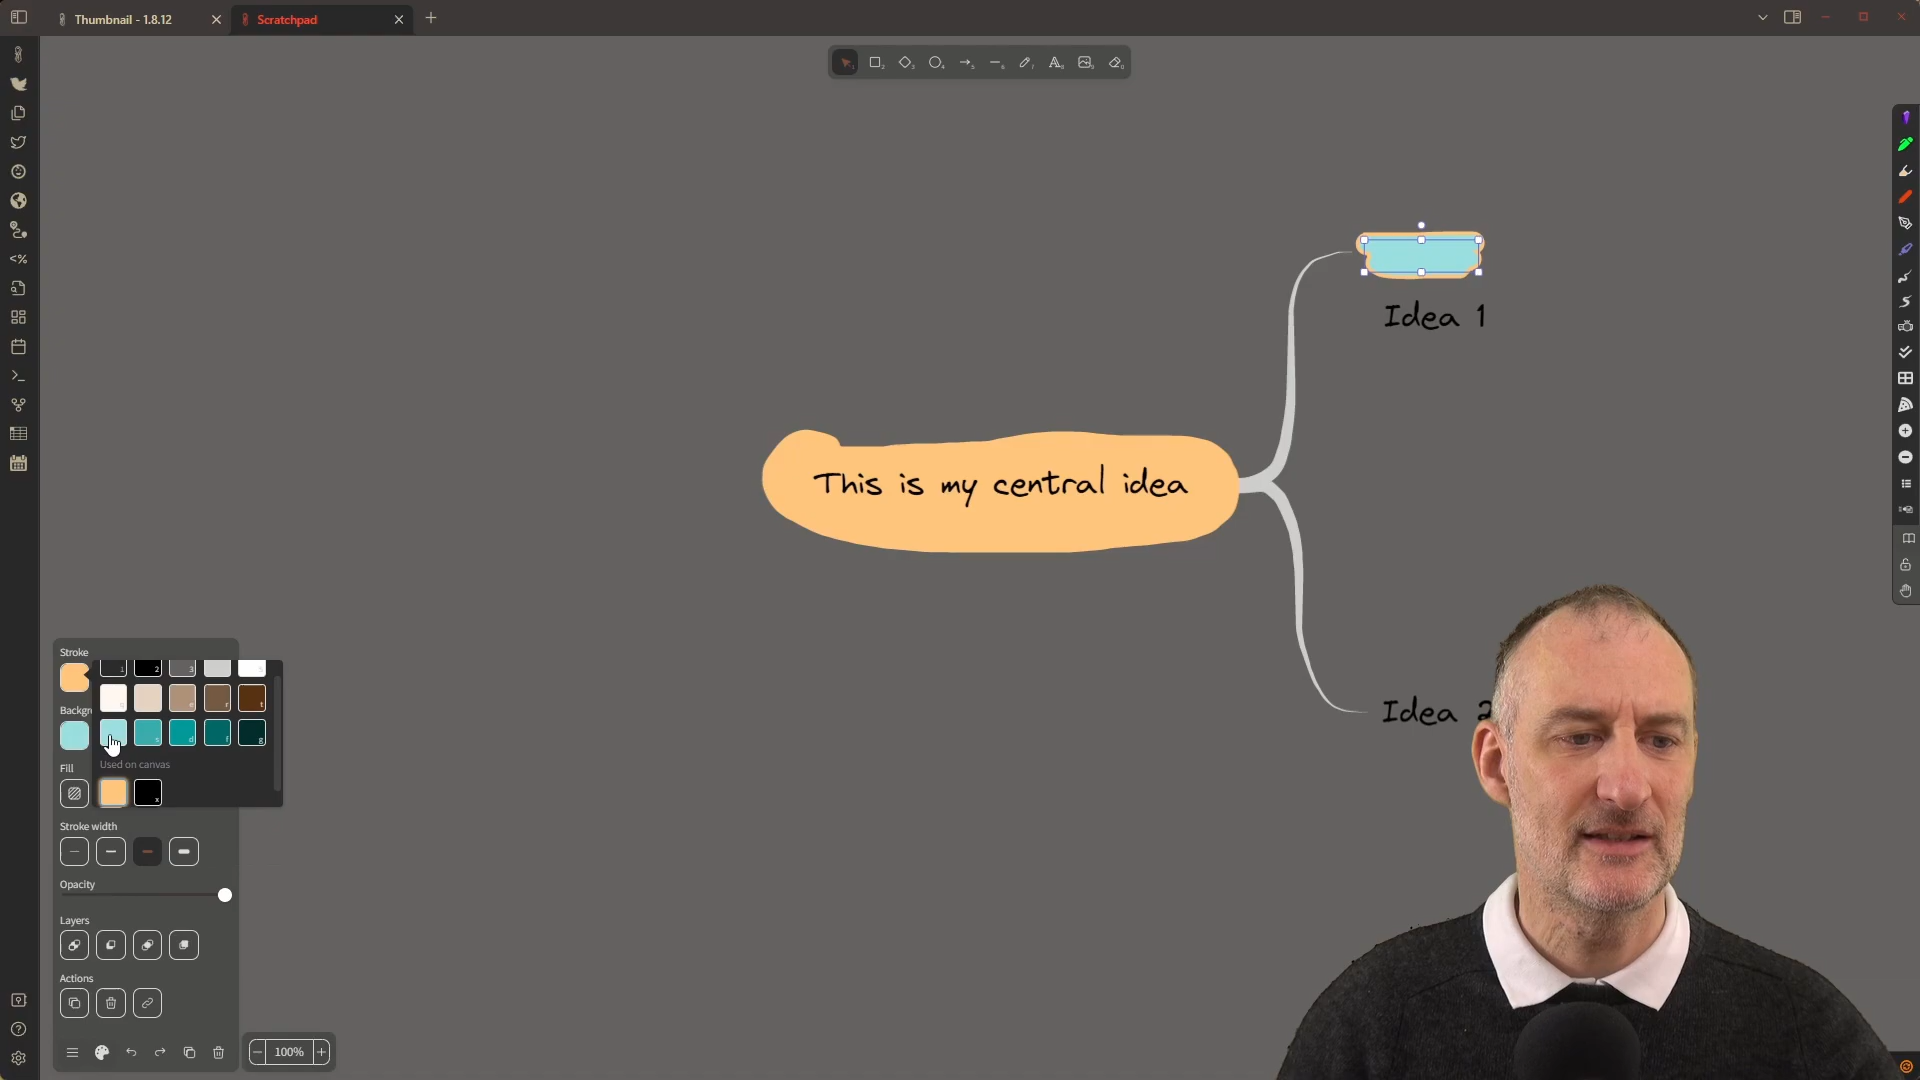 Thumbnail - 1.8.12
Scratchpad
This is my central idea
Idea 1
Idea 2
Stroke
Backgr
Fill
Used on canvas
Stroke width
Opacity
Layers
Actions
100%